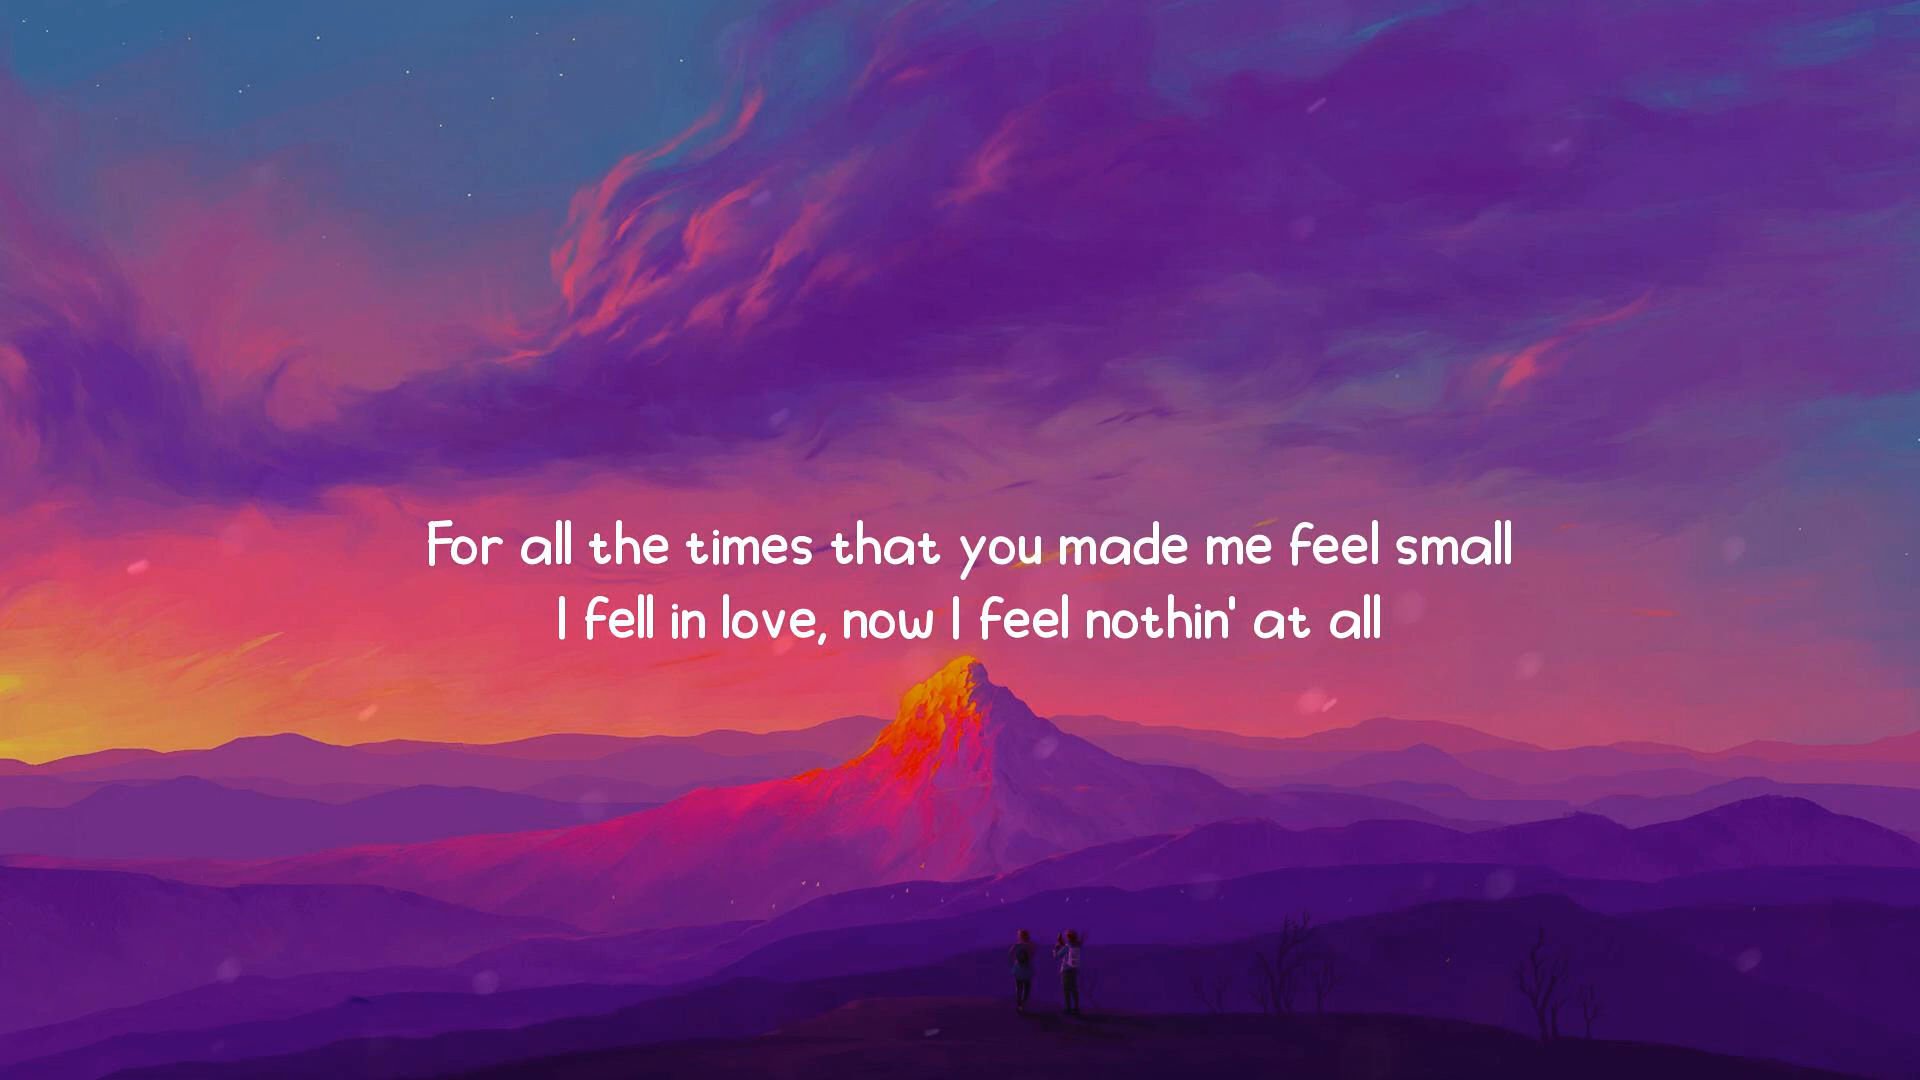 For all the times that you made me feel small
I fell in love, now I feel nothin' at all